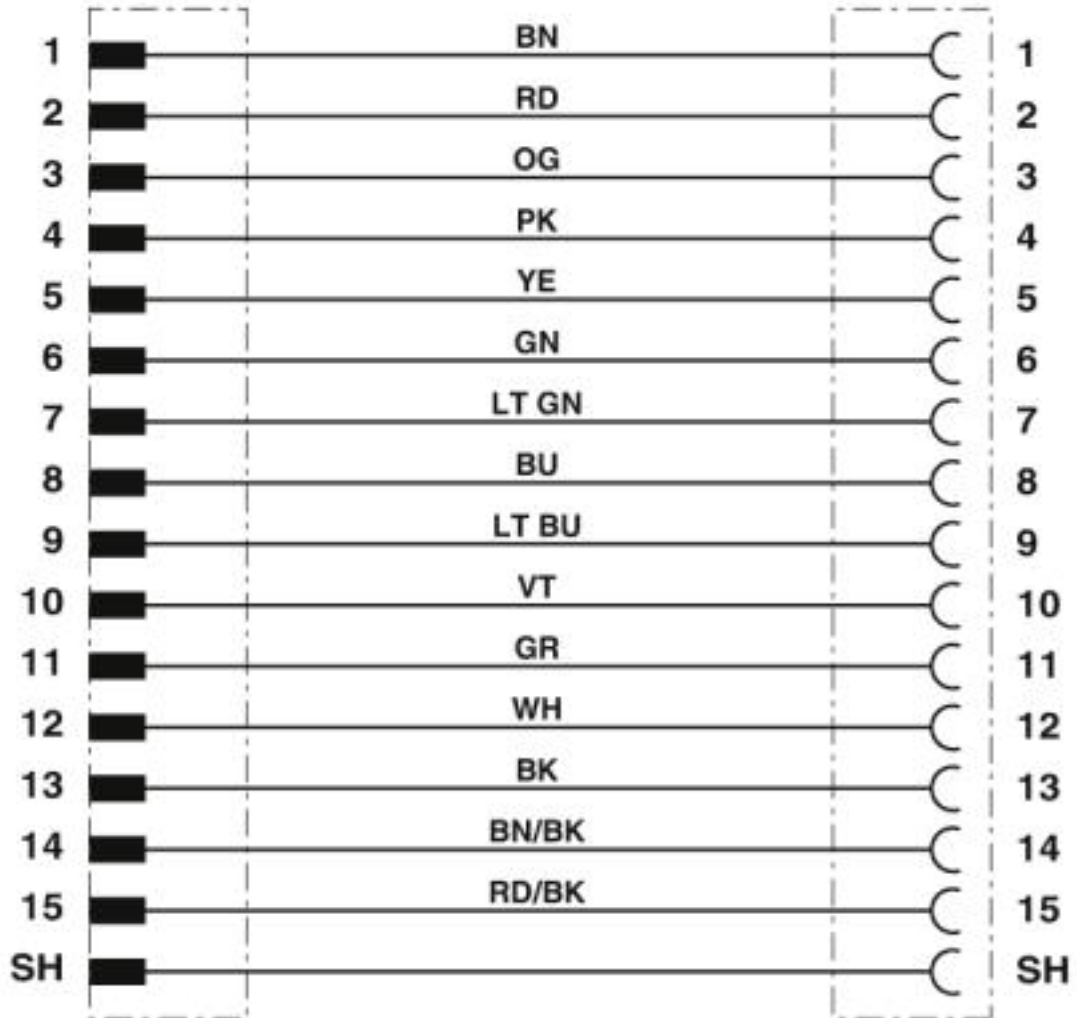 1 BN 1
2 RD 2
3 OG 3
4 PK 4
5 YE 5
6 GN 6
7 LT GN 7
8 BU 8
9 LT BU 9
10 VT 10
11 GR 11
12 WH 12
13 BK 13
14 BN/BK 14
15 RD/BK 15
SH SH